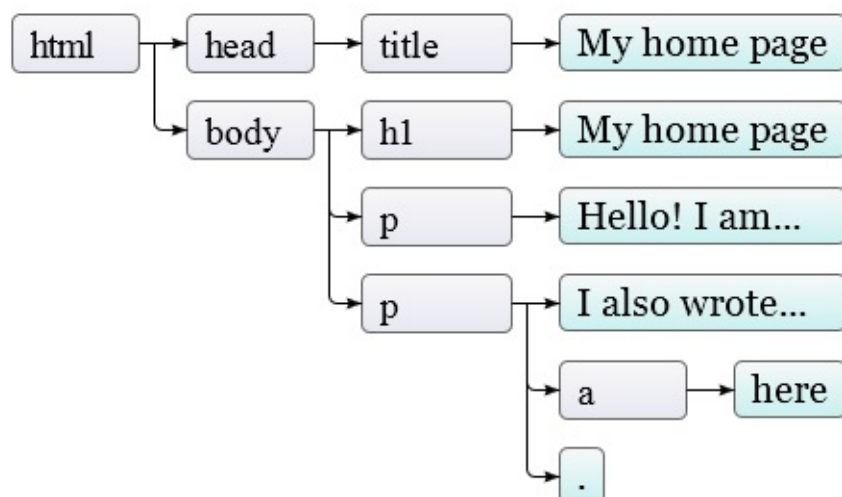 html head title My home page
body h1 My home page
p Hello! I am...
p I also wrote...
a here
.